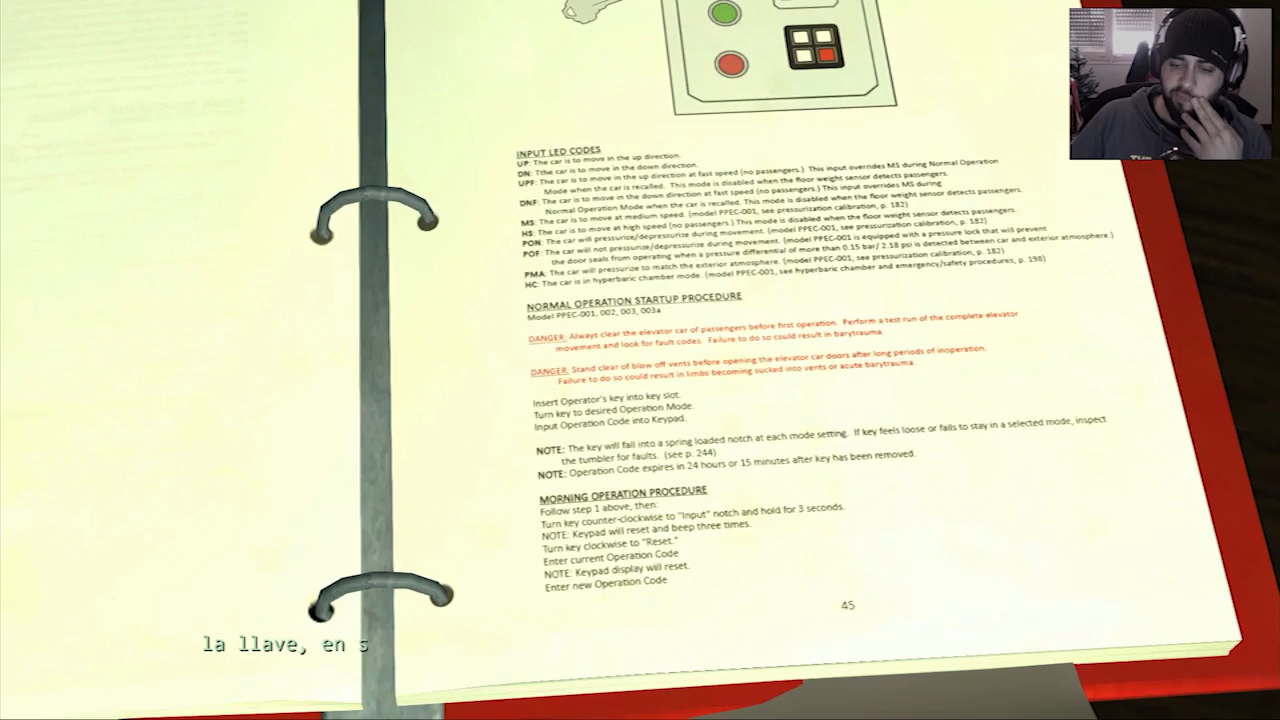 INPUT LED CODES
UP: The car is to move in the up direction.
DN: Tthe car is to move in the down direction.
UPF: The car is to move in the up direction at fast speed (no passengers.) This input overrides MS during Normal Operation
Mode when the car is recalled. This mode is disabled when the floor weight sensor detects passengers.
DNF: The car is to move in the down direction at fast speed (no passengers.) This input overrides MS during
Normal Operation Mode when the car is recalled. This mode is disabled when the floor weight sensor detects passengers.
MS: The car is to move at medium speed. (model PPEC-001, see pressurization calibration, p. 182)
HS: The car is to move at high speed (no passengers.) This mode is disabled when the floor weight sensor detects passengers.
PON: The car will pressurize/depressurize during movement. (model PPEC-001, see pressurization calibration, p. 182)
POF: The car will not pressurize/depressurize during movement. (model PPEC-001 is equipped with a pressure lock that will prevent
the door seals from operating when a pressure differential of more than 0.15 bar/ 2.18 psi is detected between car and exterior atmosphere.)
PMA: The car will pressurize to match the exterior atmosphere. (model PPEC-001, see pressurization calibration, p. 182)
HC: The car is in hyperbaric chamber mode. (model PPEC-001, see hyperbaric chamber and emergency/safety procedures, p. 198)
NORMAL OPERATION STARTUP PROCEDURE
Model PPEC-001, 002, 003, 003a
DANGER: Always clear the elevator car of passengers before first operation. Perform a test run of the complete elevator
movement and look for fault codes. Failure to do so could result in barytrauma.
DANGER: Stand clear of blow off vents before opening the elevator car doors after long periods of inoperation.
Failure to do so could result in limbs becoming sucked into vents or acute barytrauma.
Insert Operator's key into key slot.
Turn key to desired Operation Mode.
Input Operation Code into Keypad.
NOTE: The key will fall into a spring loaded notch at each mode setting. If key feels loose or fails to stay in a selected mode, inspect
the tumbler for faults. (see p. 244)
NOTE: Operation Code expires in 24 hours or 15 minutes after key has been removed.
MORNING OPERATION PROCEDURE
Follow step 1 above, then:
Turn key counter-clockwise to "Input" notch and hold for 3 seconds.
NOTE: Keypad will reset and beep three times.
Turn key clockwise to "Reset."
Enter current Operation Code
NOTE: Keypad display will reset.
Enter new Operation Code
45
la llave, en s